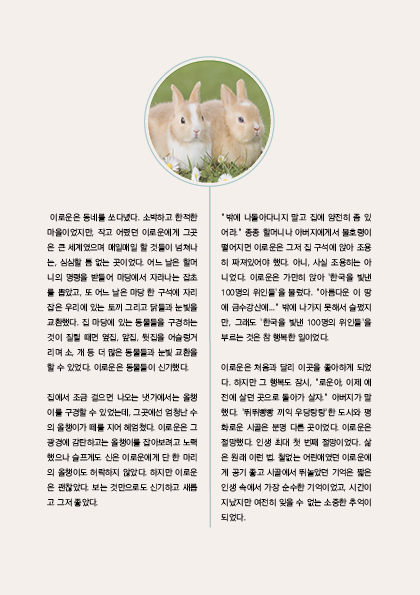 이로운은 동네를 쏘다녔다. 소박하고 한적한
마을이었지만, 작고 어렸던 이로운에게 그곳
은 큰 세계였으며 매일매일 할 것들이 넘쳐나
는, 심심할 틈 없는 곳이었다. 어느 날은 할머
니의 명령을 받들어 마당에서 자라나는 잡초
를 뽑았고, 또 어느 날은 마당 한 구석에 자리
잡은 우리에 있는 토끼 그리고 닭들과 눈빛을
교환했다. 집 마당에 있는 동물들을 구경하는
것이 질릴 때면 옆집, 앞집, 뒷집을 어슬렁거
리며 소, 개 등 더 많은 동물들과 눈빛 교환을
할 수 있었다. 이로운은 동물들이 신기했다.
집에서 조금 걸으면 나오는 냇가에서는 올챙
이를 구경할 수 있었는데, 그곳에선 엄청난 수
의 올챙이가 떼를 지어 헤엄쳤다. 이로운은 그
광경에 감탄하고는 올챙이를 잡아보려고 노력
했으나 슬프게도 신은 이로운에게 단 한 마리
의 올챙이도 허락하지 않았다. 하지만 이로운
은 괜찮았다. 보는 것만으로도 신기하고 새롭
고 그저 좋았다.
"밖에 나돌아다니지 말고 집에 얌전히 좀 있
어라." 종종 할머니나 아버지에게서 불호령이
떨어지면 이로운은 그저 집 구석에 앉아 조용
히 짜져있어야 했다. 아니, 사실 조용히는 아
니었다. 이로운은 가만히 앉아 '한국을 빛낸
100명의 위인들'을 불렀다. "아름다운 이 땅
에 금수강산에..." 밖에 나가지 못해서 슬펐지
만, 그래도 '한국을 빛낸 100명의 위인들'을
부르는 것은 참 행복한 일이었다.
이로운은 처음과 달리 이곳을 좋아하게 되었
다. 하지만 그 행복도 잠시, "로운아, 이제 예
전에 살던 곳으로 돌아가 살자." 아버지가 말
했다. '뛰뛰빵빵 끼익 우당탕탕'한 도시와 평
화로운 시골은 분명 다른 곳이었다. 이로운은
절망했다. 인생 최대 첫 번째 절망이었다. 삶
은 원래 이런 법. 철없는 어린애였던 이로운에
게 공기 좋고 시골에서 뛰놀았던 기억은 짧은
인생 속에서 가장 순수한 기억이었고, 시간이
지났지만 여전히 잊을 수 없는 소중한 추억이
되었다.